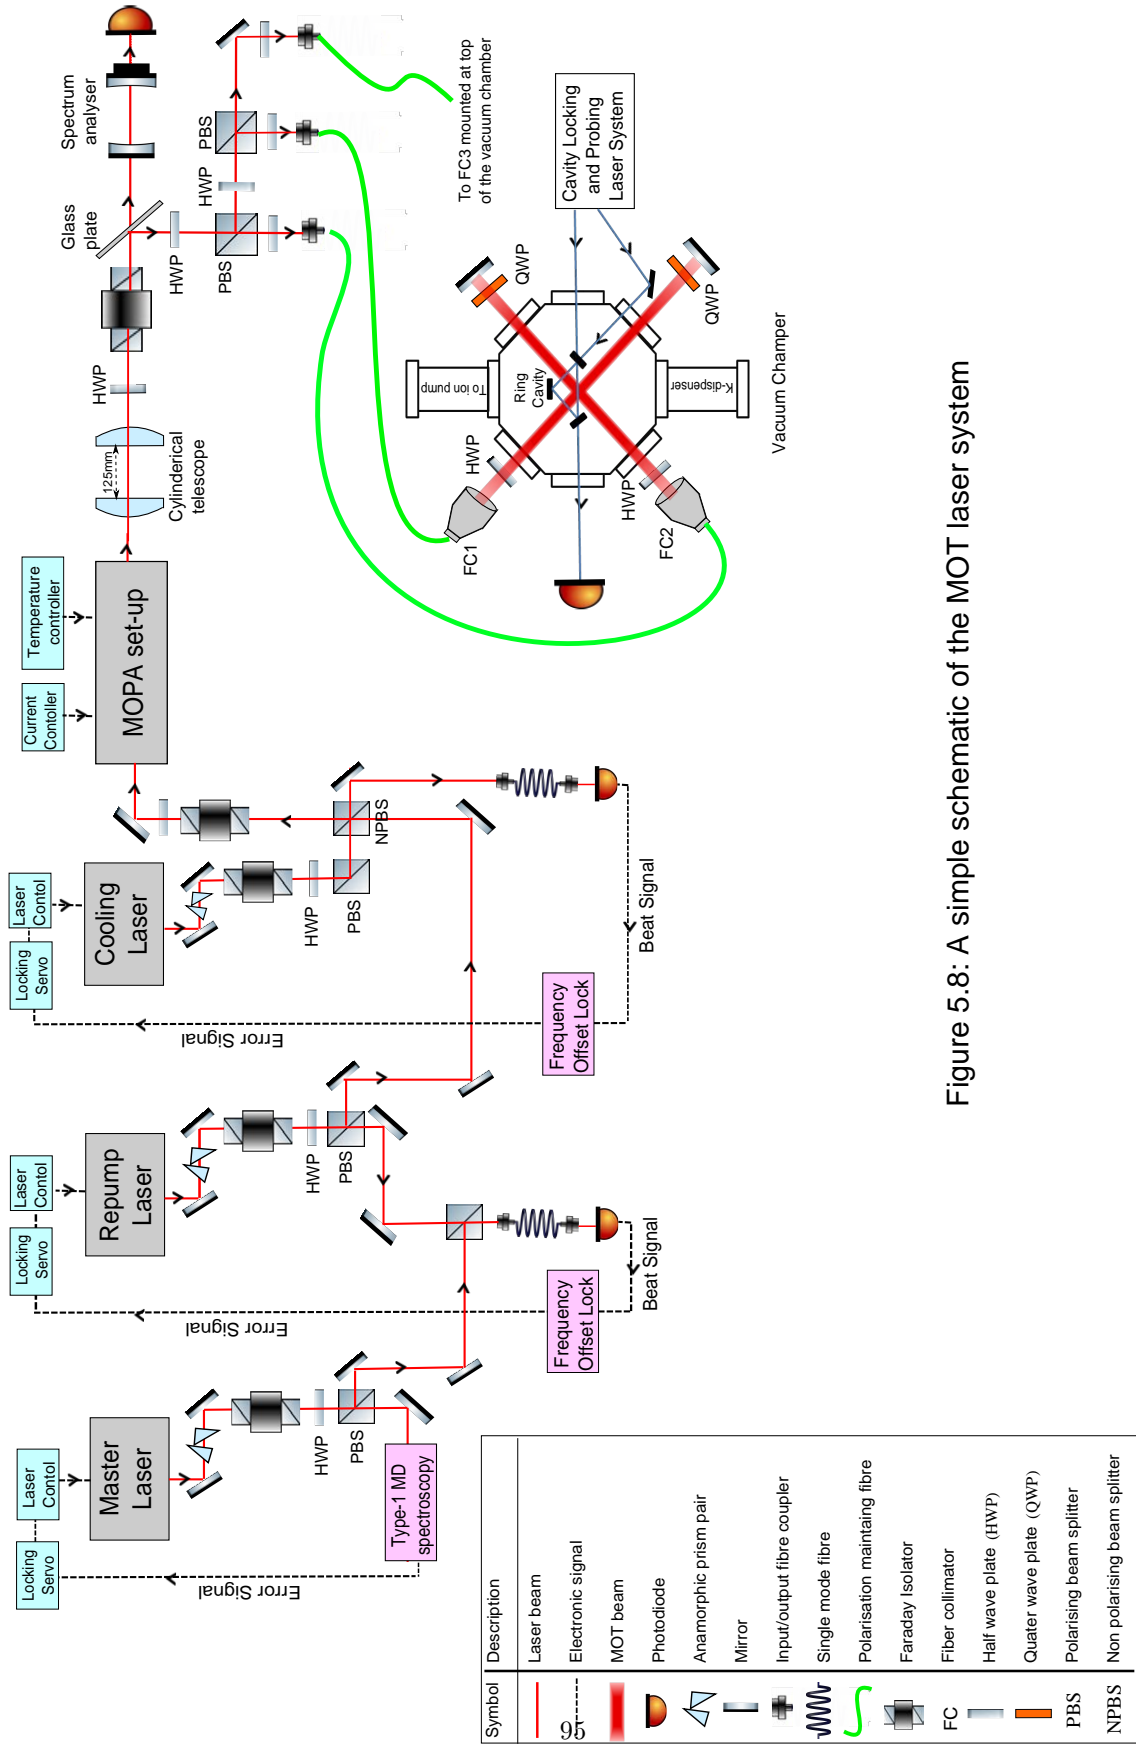 Locking
Servo
Laser
Contol
Master
Laser
HWP
PBS
Type-1 MD
spectroscopy
Error Signal
Locking
Servo
Laser
Contol
Repump
Laser
HWP
PBS
Frequency
Offset Lock
Error Signal
Beat Signal
Locking
Servo
Laser
Contol
Cooling
Laser
HWP
PBS
NPBS
Frequency
Offset Lock
Error Signal
Beat Signal
Current
Contoller
Temperature
controller
MOPA set-up
125mm
Cylinderical
telescope
HWP
Glass
plate
Spectrum
analyser
HWP
PBS
HWP
PBS
To FC3 mounted at top
of the vacuum chamber
Cavity Locking
and Probing
Laser System
QWP
QWP
To ion pump
Ring
Cavity
K-dispenser
HWP
FC1
HWP
FC2
Vacuum Champer
Symbol Description
Laser beam
Electronic signal
MOT beam
Photodiode
Anamorphic prism pair
Mirror
Input/output fibre coupler
Single mode fibre
Polarisation maintaing fibre
Faraday Isolator
FC Fiber collimator
Half wave plate (HWP)
Quater wave plate (QWP)
PBS Polarising beam splitter
NPBS Non polarising beam splitter
Figure 5.8: A simple schematic of the MOT laser system
95